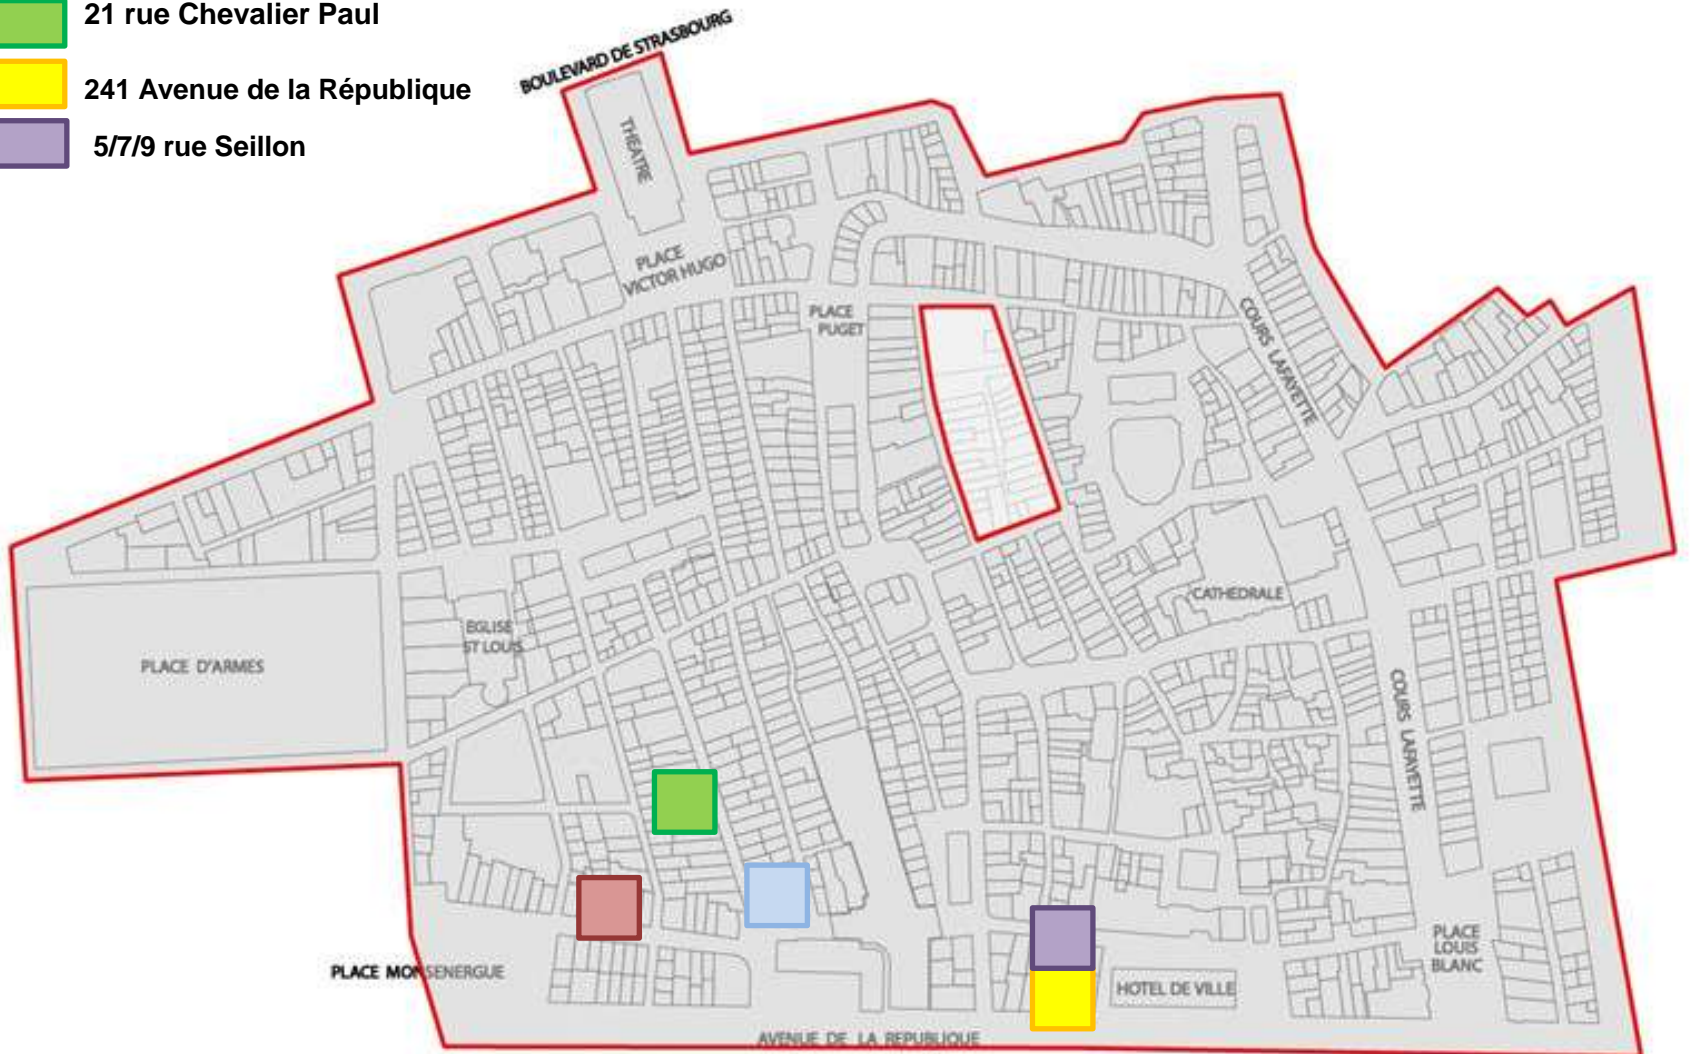 21 rue Chevalier Paul
241 Avenue de la République
5/7/9 rue Seillon
BOULEVARD DE STRASBOURG
THEATRE
PLACE
VICTOR HUGO
PLACE
PUGET
COURS LAFAYETTE
CATHEDRALE
EGLISE
ST LOUIS
PLACE D'ARMES
COURS LAFAYETTE
PLACE
LOUIS
BLANC
PLACE MONSENERGUE
HOTEL DE VILLE
AVENUE DE LA REPUBLIQUE